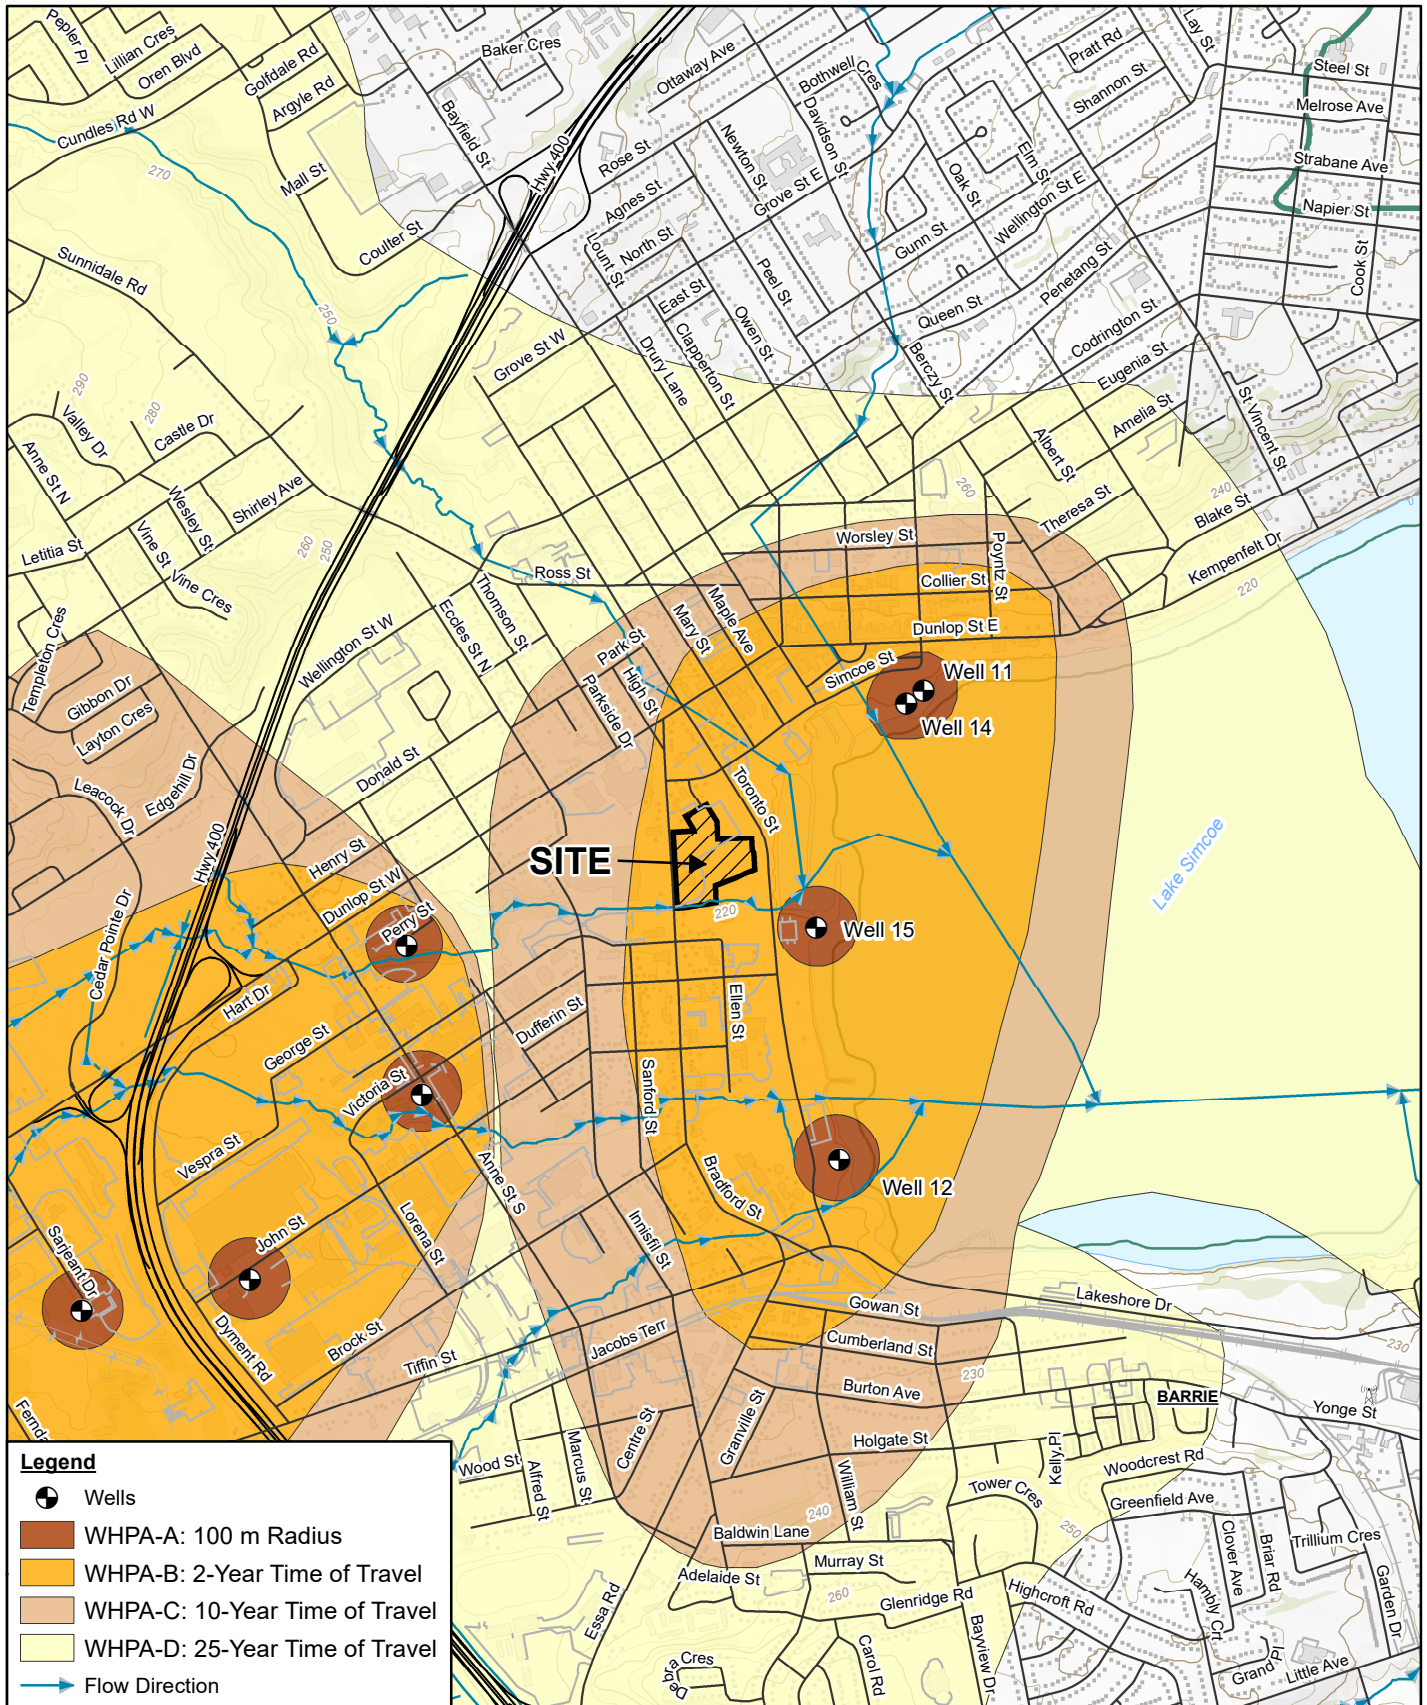 Pepler Pl
Lillian Cres
Oren Blvd
Golfdale Rd
Argyle Rd
Cundles Rd W
270
Mall St
Coulter St
Baker Cres
Bayfield St
Hwy 400
Ottaway Ave
Rose St
Agnes St
North St
Lount St
Newton St
Grove St E
Bothwell Cres
Davidson St
Pratt Rd
Shannon St
Lay St
Steel St
Melrose Ave
Strabane Ave
Napier St
Cook St
Elm St
Oak St
Wellington St E
Gunn St
Penetang St
Queen St
Codrington St
Eugenia St
Berczy St
Peel St
East St
Owen St
Clapperton St
Drury Lane
Grove St W
Sunnidale Rd
250
290
280
Valley Dr
Castle Dr
Anne St N
Wesley St
Shirley Ave
Vine St
Vine Cres
Letitia St
260
250
Amelia St
St Vincent St
Albert St
Theresa St
260
240
Blake St
Kempenfelt Dr
220
Worsley St
Poyntz St
Collier St
Dunlop St E
Ross St
Maple Ave
Mary St
Thomson St
Eccles St N
Wellington St W
Park St
High St
Parkside Dr
Simcoe St
Well 11
Well 14
Templeton Cres
Gibbon Dr
Layton Cres
Leacock Dr
Edgehill Dr
Donald St
Toronto St
Hwy 400
Henry St
Dunlop St W
Perry St
SITE
220
Well 15
Lake Simcoe
Cedar Pointe Dr
Hart Dr
George St
Dufferin St
Ellen St
Victoria St
Sanford St
Vespra St
Anne St S
Bradford St
Well 12
John St
Lorena St
Innisfil St
Sarjeant Dr
Dyment Rd
Brock St
Tiffin St
Jacobs Terr
Gowan St
Lakeshore Dr
Cumberland St
230
230
Burton Ave
BARRIE
Yonge St
Granville St
Centre St
Holgate St
Kelly Pl
Woodcrest Rd
Wood St
Alfred St
Marcus St
William St
Tower Cres
Greenfield Ave
240
250
Baldwin Lane
Clover Ave
Briar Rd
Trillium Cres
Murray St
Adelaide St
260
Glenridge Rd
Highcroft Rd
Hambly Crt
Garden Dr
Essa Rd
Carol Rd
Bayview Dr
Debra Cres
Grand Pl
Little Ave
Legend
Wells
WHPA-A: 100 m Radius
WHPA-B: 2-Year Time of Travel
WHPA-C: 10-Year Time of Travel
WHPA-D: 25-Year Time of Travel
Flow Direction